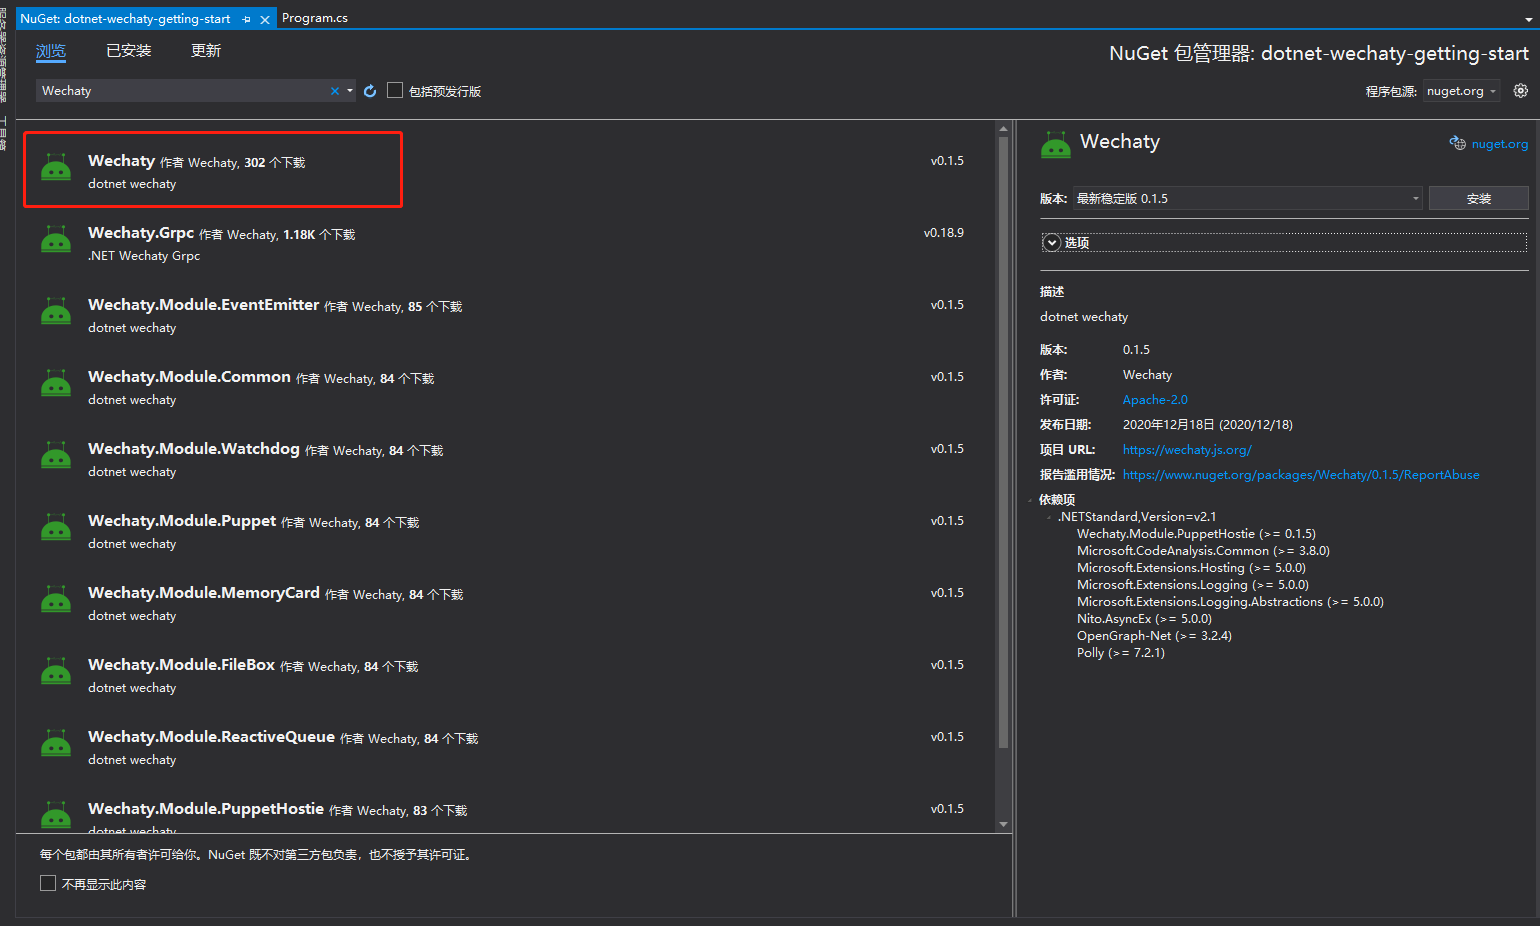 NuGet: dotnet-wechaty-getting-start
Program.cs
浏览 已安装 更新
NuGet 包管理器: dotnet-wechaty-getting-start
Wechaty
包括预发行版
程序包源: nuget.org
Wechaty 作者 Wechaty, 302 个下载 v0.1.5
dotnet wechaty
Wechaty.Grpc 作者 Wechaty, 1.18K 个下载 v0.18.9
.NET Wechaty Grpc
Wechaty.Module.EventEmitter 作者 Wechaty, 85 个下载 v0.1.5
dotnet wechaty
Wechaty.Module.Common 作者 Wechaty, 84 个下载 v0.1.5
dotnet wechaty
Wechaty.Module.Watchdog 作者 Wechaty, 84 个下载 v0.1.5
dotnet wechaty
Wechaty.Module.Puppet 作者 Wechaty, 84 个下载 v0.1.5
dotnet wechaty
Wechaty.Module.MemoryCard 作者 Wechaty, 84 个下载 v0.1.5
dotnet wechaty
Wechaty.Module.FileBox 作者 Wechaty, 84 个下载 v0.1.5
dotnet wechaty
Wechaty.Module.ReactiveQueue 作者 Wechaty, 84 个下载 v0.1.5
dotnet wechaty
Wechaty.Module.PuppetHostie 作者 Wechaty, 83 个下载 v0.1.5
dotnet wechaty
每个包都由其所有者许可给你。NuGet 既不对第三方包负责，也不授予其许可证。
不再显示此内容
Wechaty
nuget.org
版本: 最新稳定版 0.1.5 安装
选项
描述
dotnet wechaty
版本: 0.1.5
作者: Wechaty
许可证: Apache-2.0
发布日期: 2020年12月18日 (2020/12/18)
项目 URL: https://wechaty.js.org/
报告滥用情况: https://www.nuget.org/packages/Wechaty/0.1.5/ReportAbuse
依赖项
.NETStandard,Version=v2.1
Wechaty.Module.PuppetHostie (>= 0.1.5)
Microsoft.CodeAnalysis.Common (>= 3.8.0)
Microsoft.Extensions.Hosting (>= 5.0.0)
Microsoft.Extensions.Logging (>= 5.0.0)
Microsoft.Extensions.Logging.Abstractions (>= 5.0.0)
Nito.AsyncEx (>= 5.0.0)
OpenGraph-Net (>= 3.2.4)
Polly (>= 7.2.1)